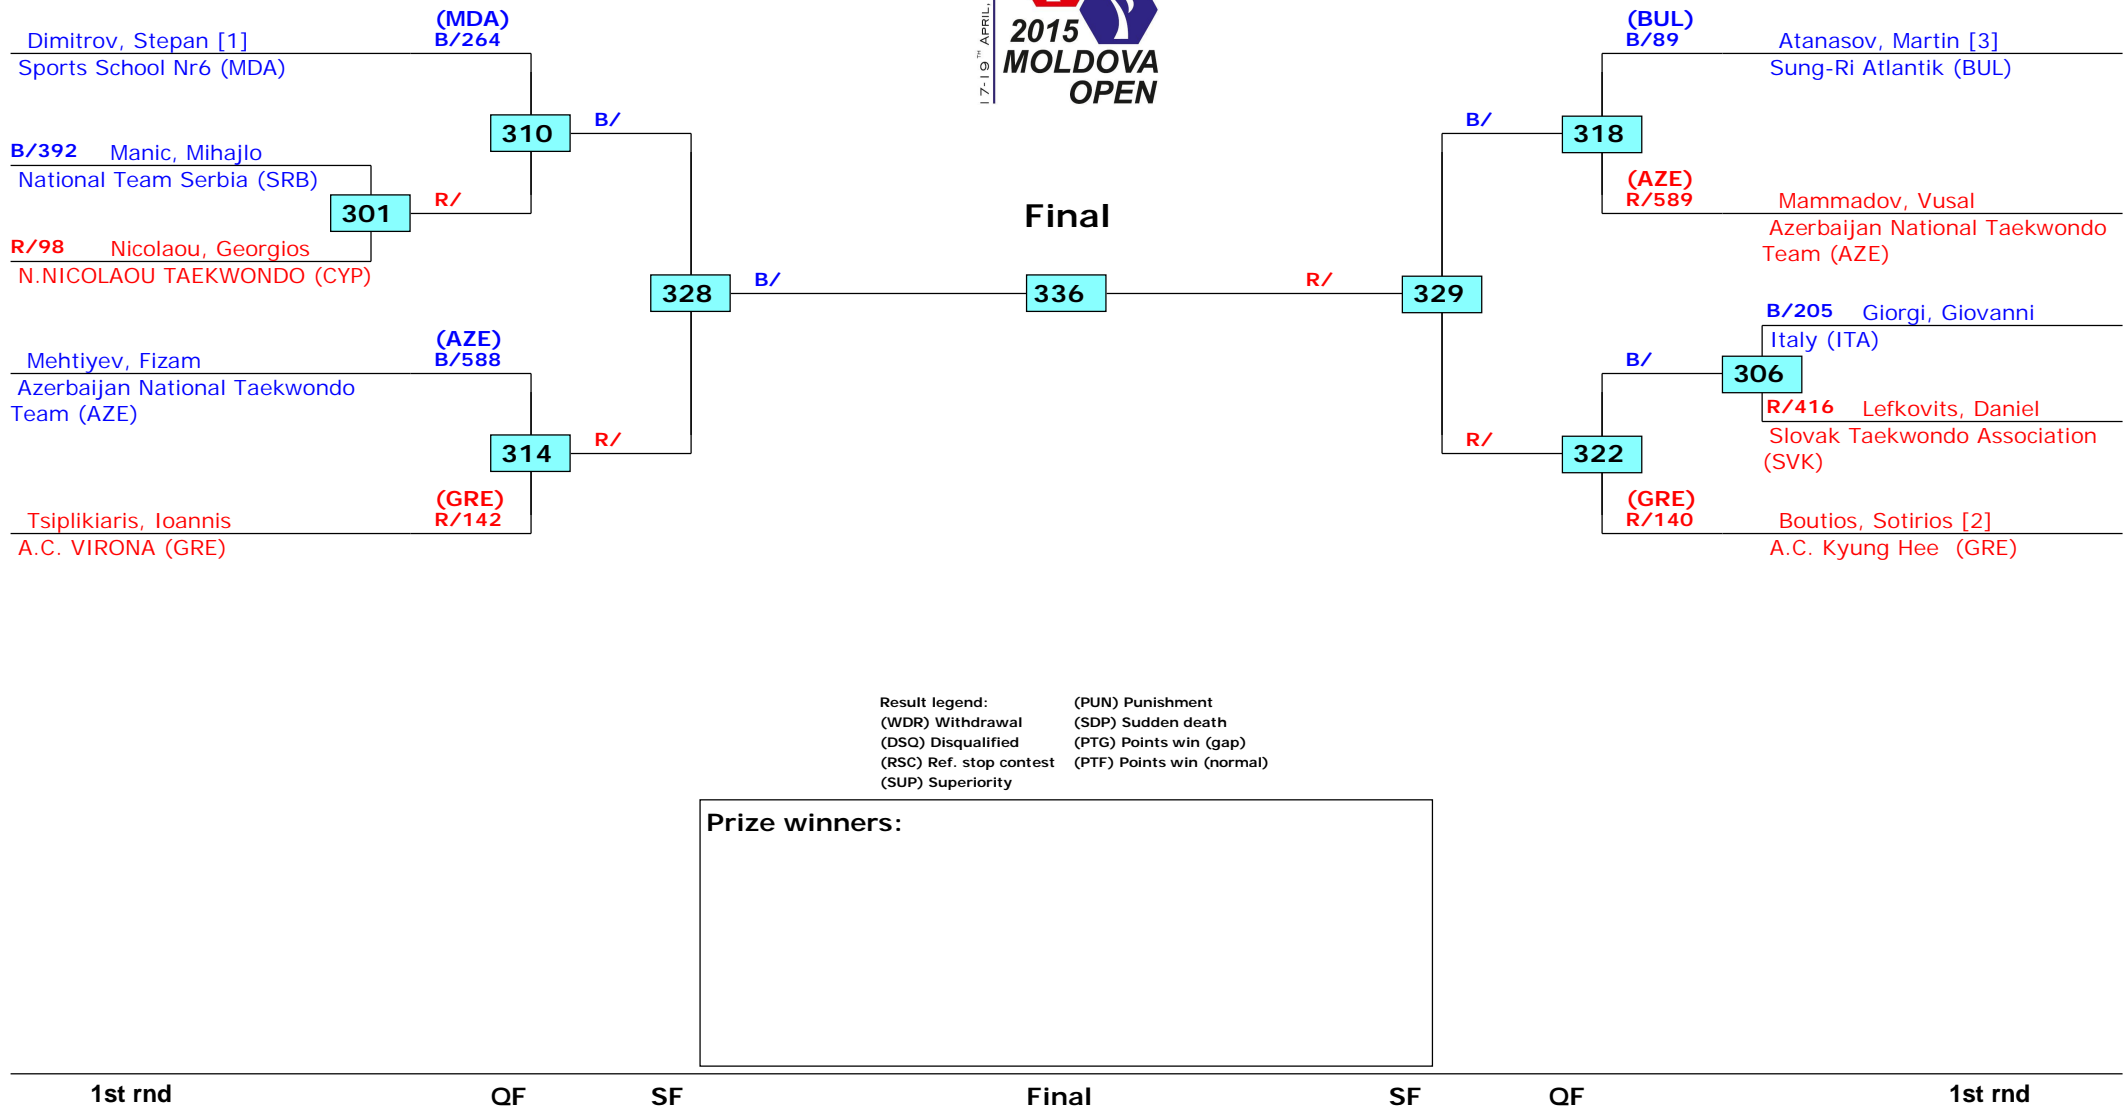 17-19TH APRIL,
2015
MOLDOVA
OPEN
(MDA)
Dimitrov, Stepan [1] B/264
Sports School Nr6 (MDA)
310
B/
B/392 Manic, Mihajlo
National Team Serbia (SRB)
301
R/
R/98 Nicolaou, Georgios
N.NICOLAOU TAEKWONDO (CYP)
328
B/
(AZE)
Mehtiyev, Fizam B/588
Azerbaijan National Taekwondo
Team (AZE)
314
R/
(GRE)
Tsiplikiaris, Ioannis R/142
A.C. VIRONA (GRE)
Final
336
(BUL)
B/89 Atanasov, Martin [3]
Sung-Ri Atlantik (BUL)
B/
318
(AZE)
R/589 Mammadov, Vusal
Azerbaijan National Taekwondo
Team (AZE)
R/
329
B/205 Giorgi, Giovanni
Italy (ITA)
B/
306
R/416 Lefkovits, Daniel
Slovak Taekwondo Association
(SVK)
R/
322
(GRE)
R/140 Boutios, Sotirios [2]
A.C. Kyung Hee (GRE)
Result legend: (PUN) Punishment
(WDR) Withdrawal (SDP) Sudden death
(DSQ) Disqualified (PTG) Points win (gap)
(RSC) Ref. stop contest (PTF) Points win (normal)
(SUP) Superiority
Prize winners:
1st rnd QF SF Final SF QF 1st rnd